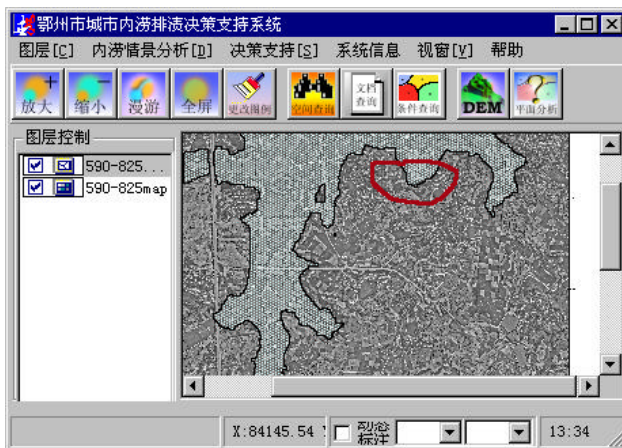 鄂州市城市内涝排渍决策支持系统
图层[C] 内涝情景分析[D] 决策支持[S] 系统信息 视窗[V] 帮助
放大 缩小 漫游 全屏 更改图例 空间查询 文档查询 条件查询 DEM 平面分析
图层控制
590-825...
590-825map
X:84145.54 动态标注 13:34